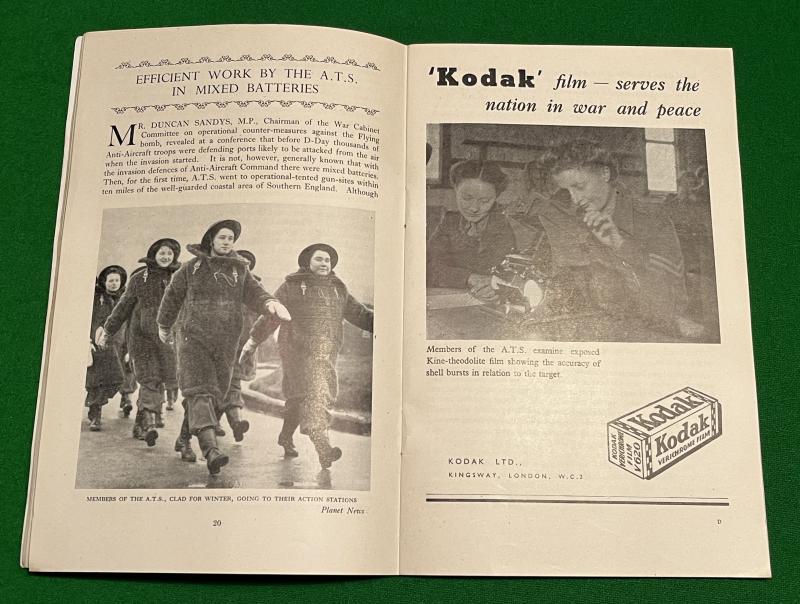 EFFICIENT WORK BY THE A.T.S.
IN MIXED BATTERIES
MR. DUNCAN SANDYS, M.P., Chairman of the War Cabinet
Committee on operational counter-measures against the Flying
bomb, revealed at a conference that before D-Day thousands of
Anti-Aircraft troops were defending ports likely to be attacked from the air
when the invasion started. It is not, however, generally known that with
the invasion defences of Anti-Aircraft Command there were mixed batteries.
Then, for the first time, A.T.S. went to operational-tented gun-sites within
ten miles of the well-guarded coastal area of Southern England. Although
MEMBERS OF THE A.T.S., CLAD FOR WINTER, GOING TO THEIR ACTION STATIONS
Planet News
20
'Kodak' film — serves the
nation in war and peace
Members of the A.T.S. examine exposed
Kine-theodolite film showing the accuracy of
shell bursts in relation to the target.
Kodak
Kodak
VERICHROME FILM
KODAK
VERICHROME
FILM
V620
KODAK LTD.,
KINGSWAY, LONDON, W.C.2
D